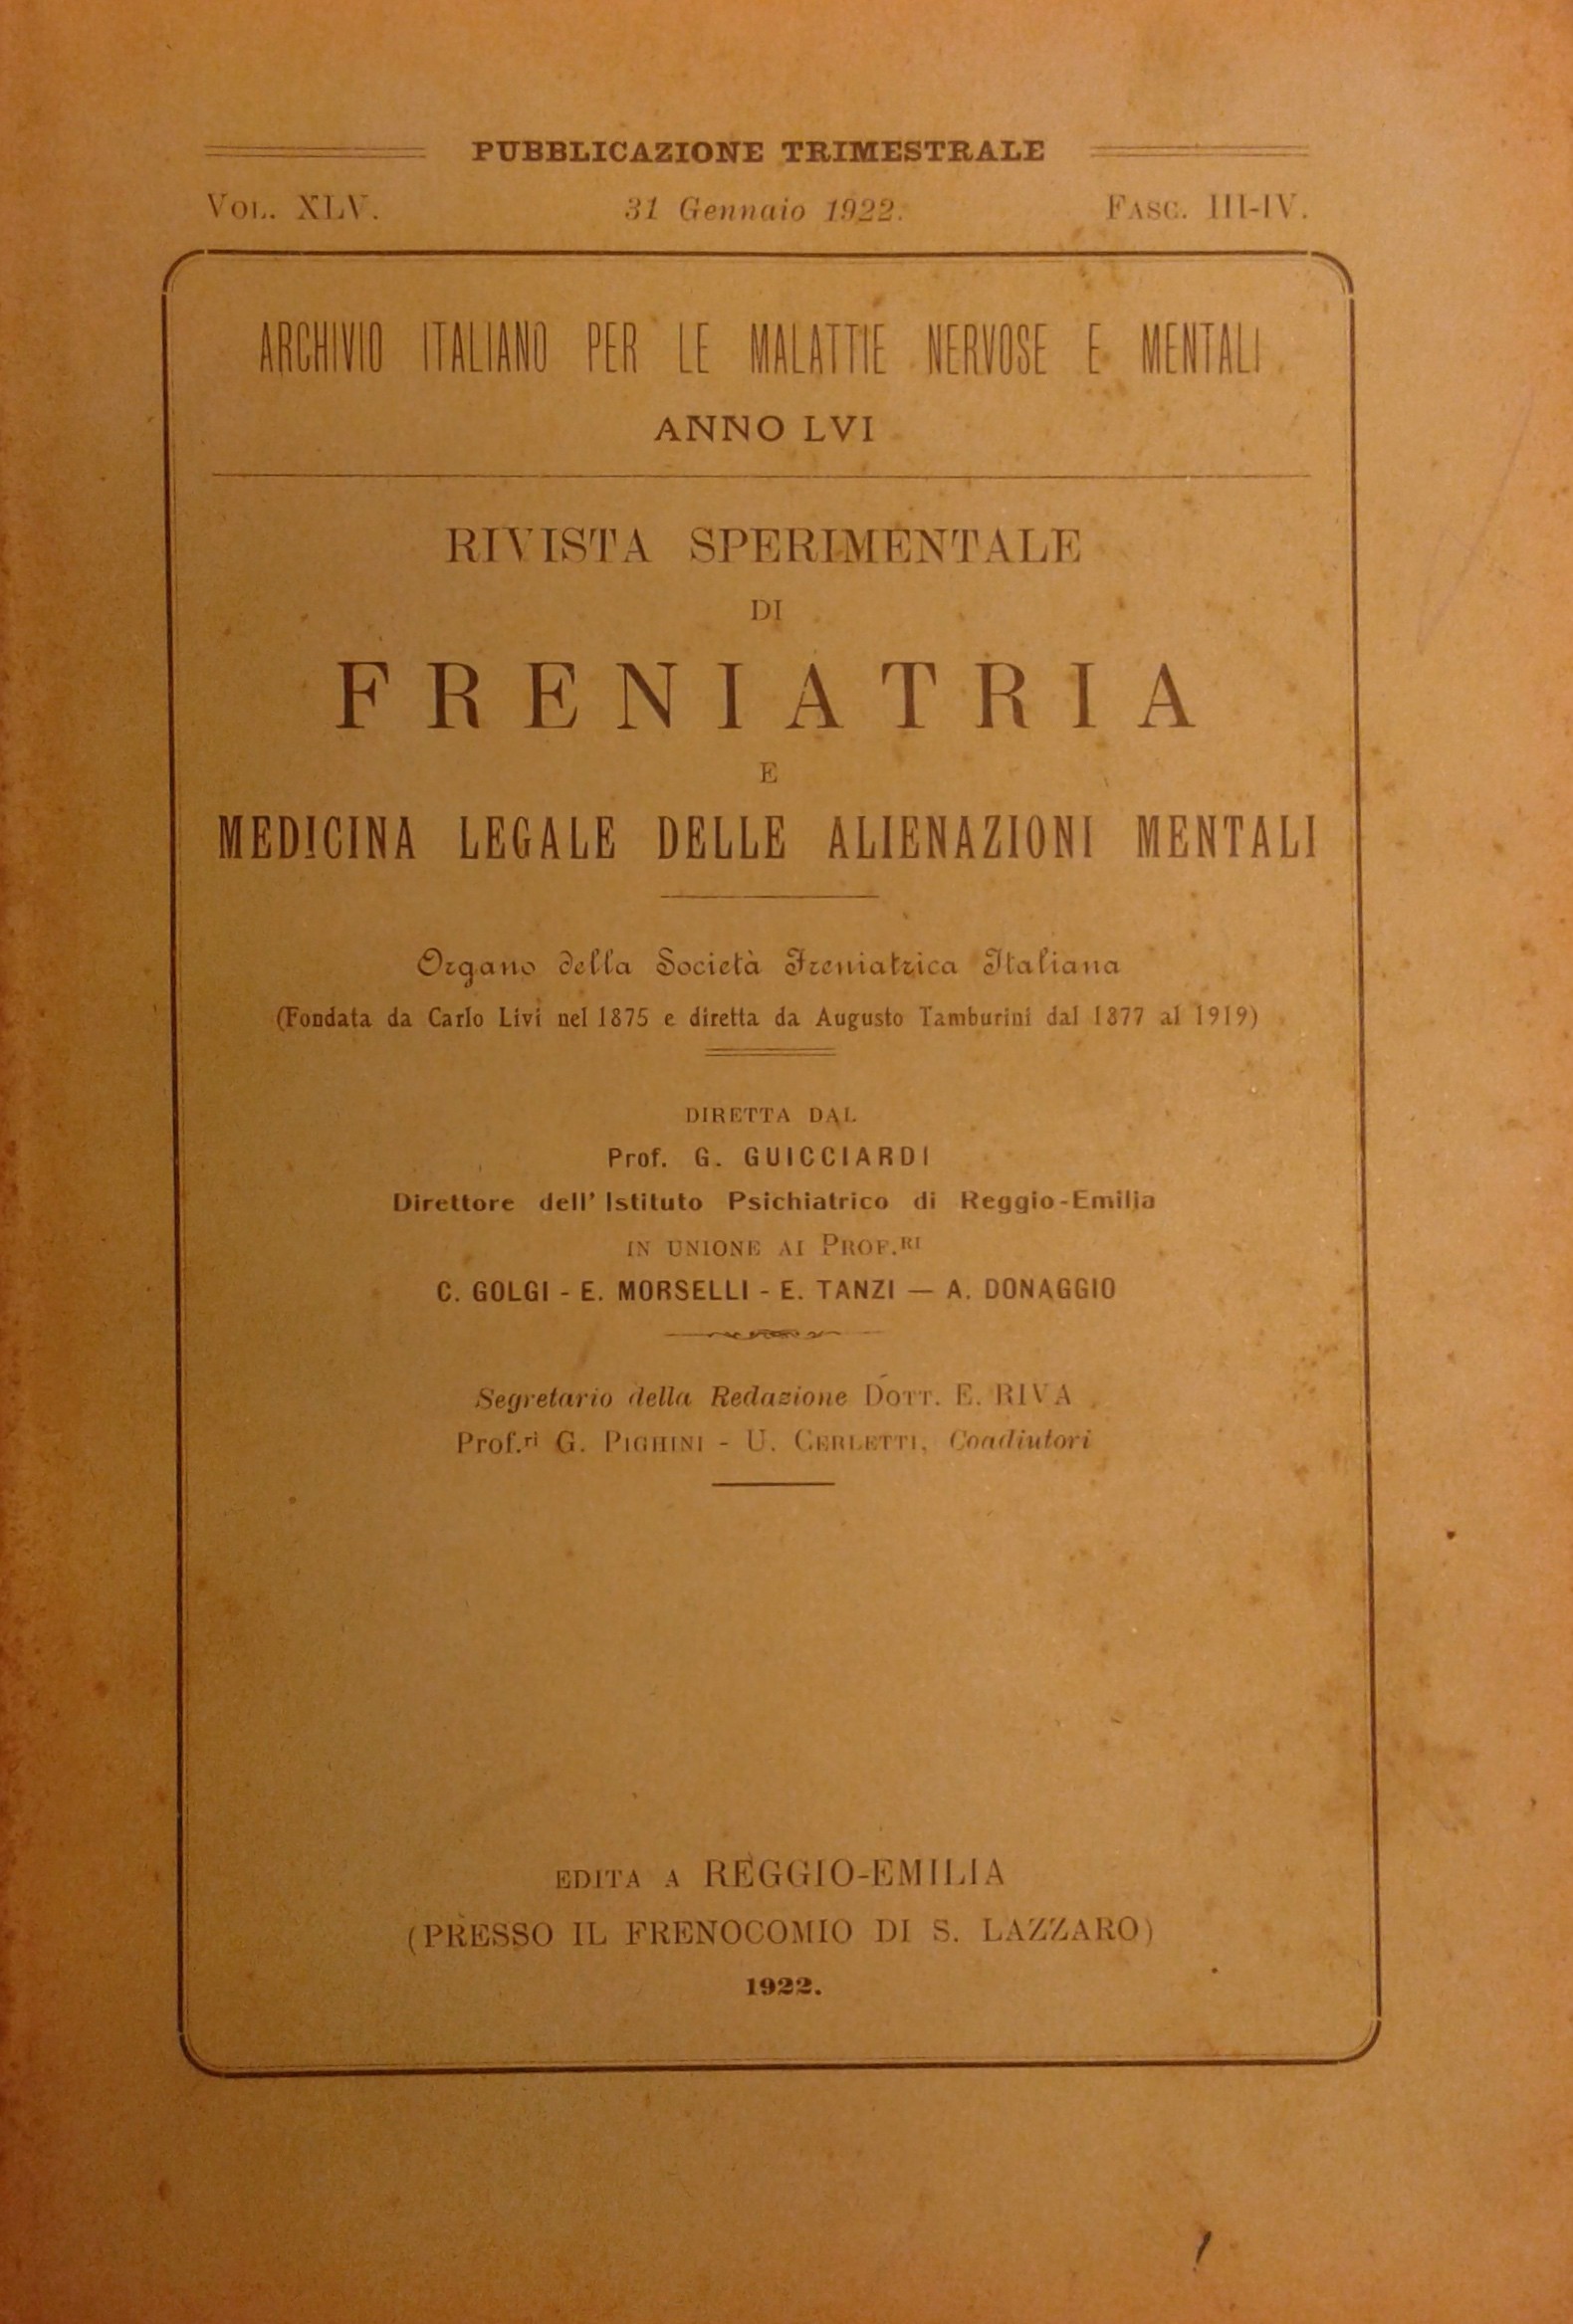 PUBBLICAZIONE TRIMESTRALE
VOL. XLV. 31 Gennaio 1922. FASC. III-IV.
ARCHIVIO ITALIANO PER LE MALATTIE NERVOSE E MENTALI
ANNO LVI
RIVISTA SPERIMENTALE
DI
FRENIATRIA
E
MEDICINA LEGALE DELLE ALIENAZIONI MENTALI
Organo della Società Freniatrica Italiana
(Fondata da Carlo Livi nel 1875 e diretta da Augusto Tamburini dal 1877 al 1919)
DIRETTA DAL
Prof. G. GUICCIARDI
Direttore dell' Istituto Psichiatrico di Reggio-Emilia
IN UNIONE AI PROF.RI
C. GOLGI - E. MORSELLI - E. TANZI — A. DONAGGIO
Segretario della Redazione DOTT. E. RIVA
Prof.ri G. PIGHINI - U. CERLETTI, Coadiutori
EDITA A REGGIO-EMILIA
(PRESSO IL FRENOCOMIO DI S. LAZZARO)
1922.